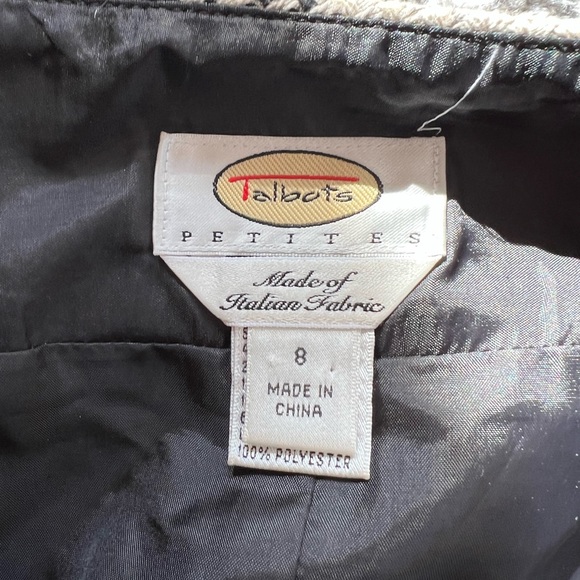 Talbots
PETITES
Made of
Italian Fabric
8
MADE IN
CHINA
100% POLYESTER